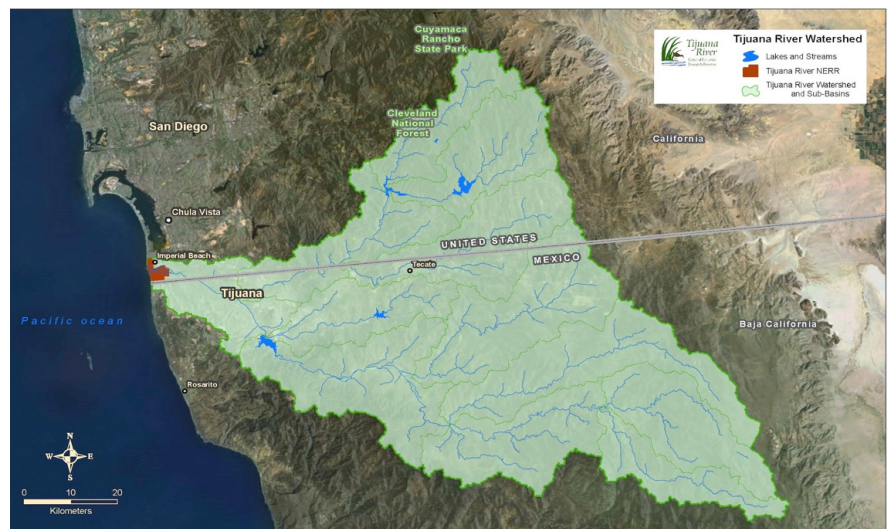 Cuyamaca
Rancho
State Park
Tijuana
River
Tijuana River Watershed
Lakes and Streams
Tijuana River NERR
Tijuana River Watershed
and Sub-Basins
San Diego
Cleveland
National
Forest
California
Chula Vista
UNITED STATES
Imperial Beach
Tecate
MEXICO
Tijuana
Pacific ocean
Baja California
Rosarito
N
W
E
S
0 10 20
Kilometers